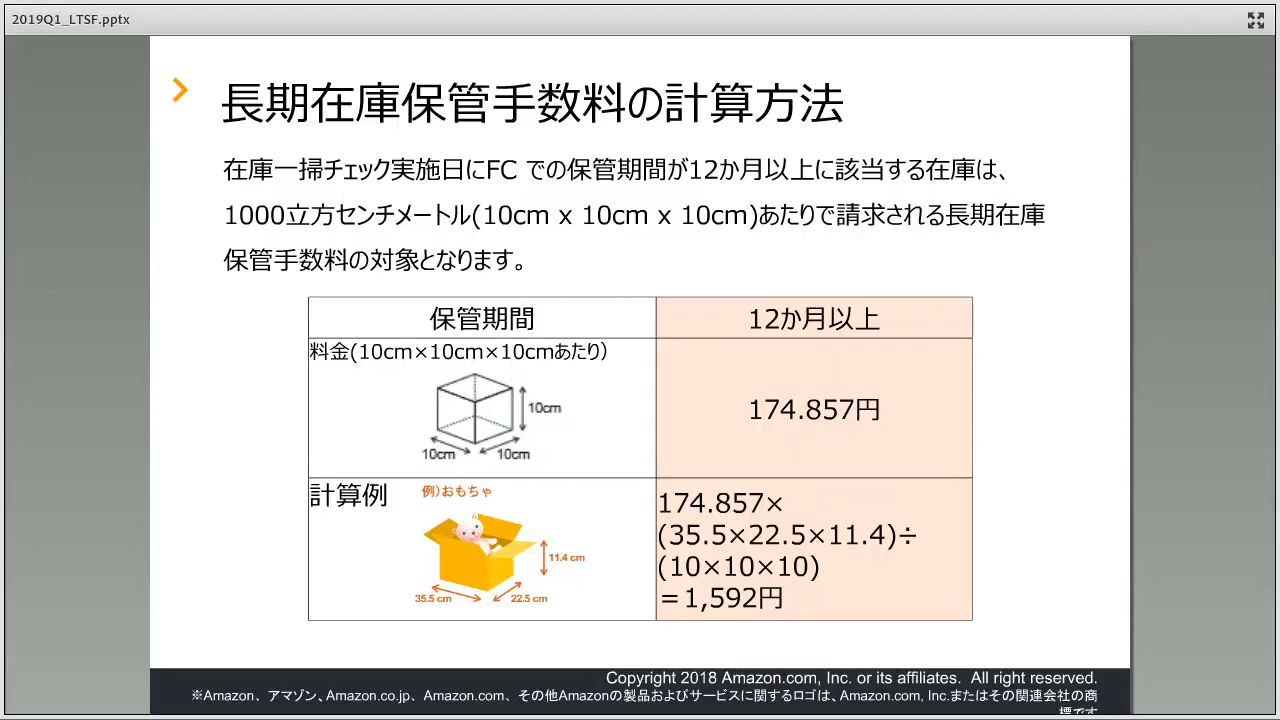 2019Q1_LTSF.pptx
長期在庫保管手数料の計算方法
在庫一掃チェック実施日にFC での保管期間が12か月以上に該当する在庫は、
1000立方センチメートル(10cm x 10cm x 10cm)あたりで請求される長期在庫
保管手数料の対象となります。
保管期間
12か月以上
料金(10cm×10cm×10cmあたり)
10cm
10cm
10cm
174.857円
計算例
例)おもちゃ
11.4 cm
35.5 cm
22.5 cm
174.857×
(35.5×22.5×11.4)÷
(10×10×10)
＝1,592円
Copyright 2018 Amazon.com, Inc. or its affiliates. All right reserved.
※Amazon、アマゾン、Amazon.co.jp、Amazon.com、その他Amazonの製品およびサービスに関するロゴは、Amazon.com, Inc.またはその関連会社の商
標です